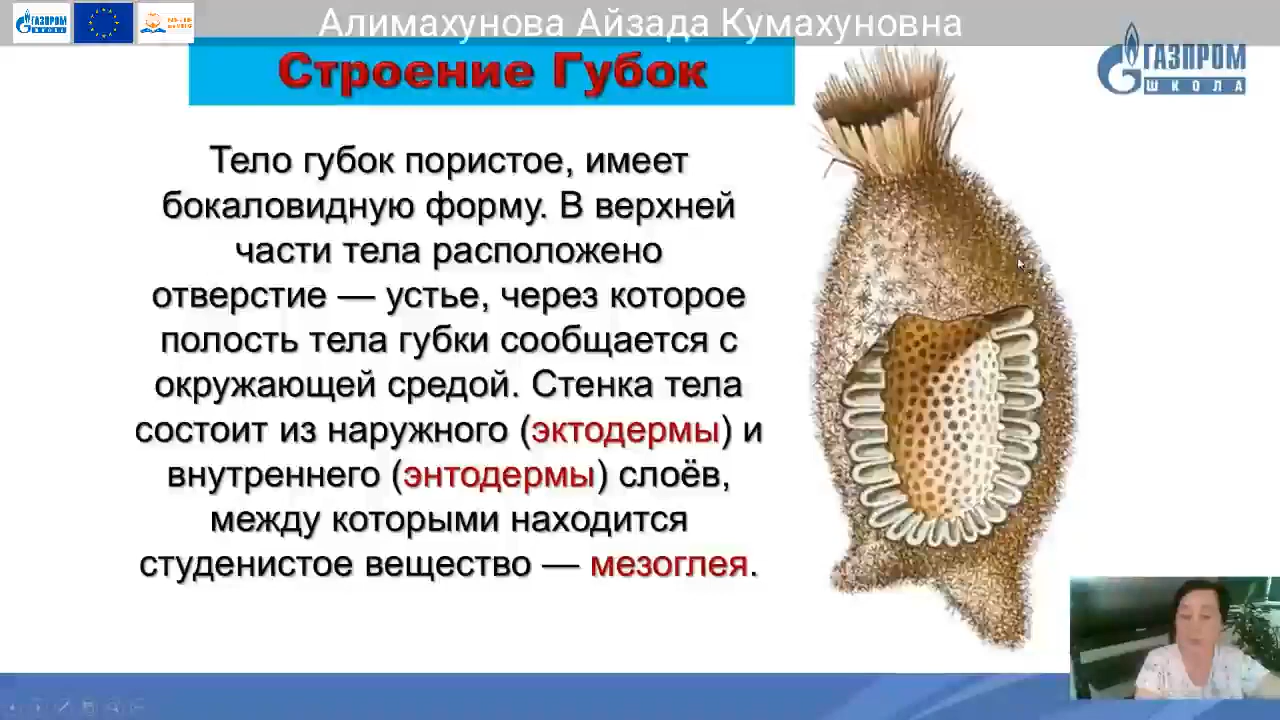 Алимахунова Айзада Кумахуновна
ГАЗПРОМ
ШКОЛА
ГАЗПРОМ
ШКОЛА
Строение Губок
Тело губок пористое, имеет
бокаловидную форму. В верхней
части тела расположено
отверстие — устье, через которое
полость тела губки сообщается с
окружающей средой. Стенка тела
состоит из наружного (эктодермы) и
внутреннего (энтодермы) слоёв,
между которыми находится
студенистое вещество — мезоглея.